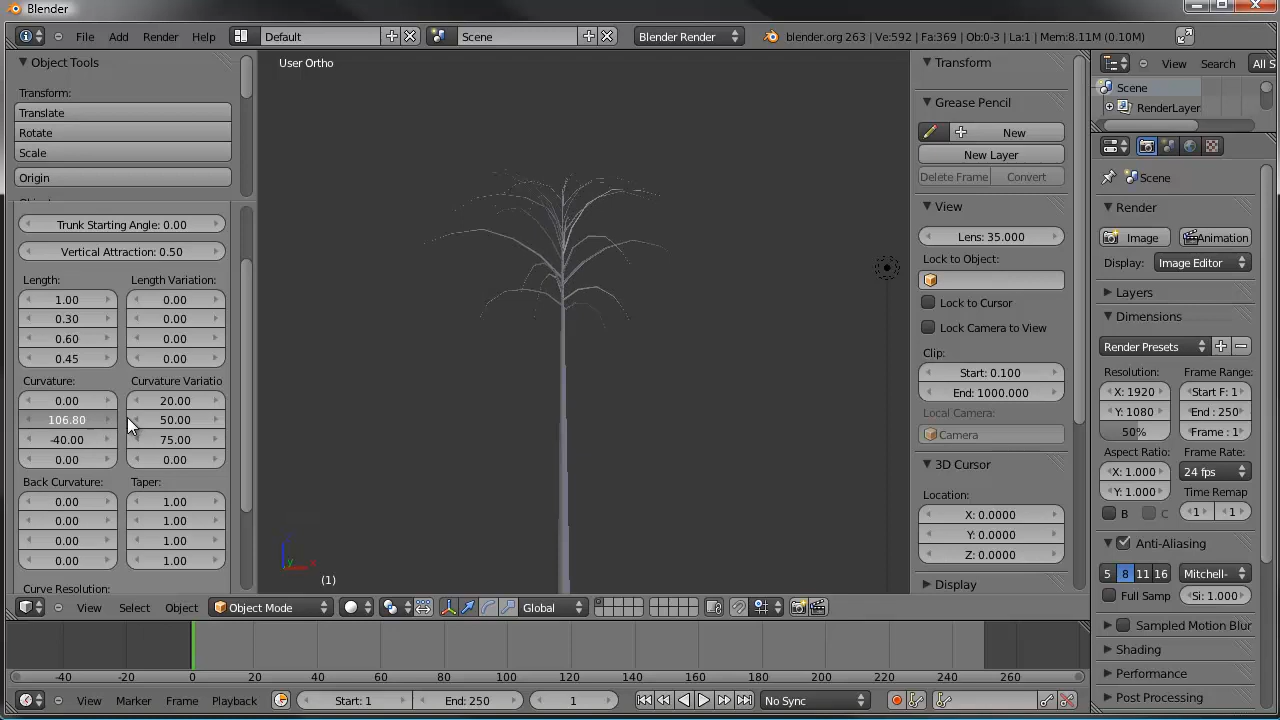 Blender
File Add Render Help Default Scene Blender Render blender.org 263 | Ve:592 | Fa:369 | Ob:0-3 | La:1 | Mem:8.11M (0.10M)
Object Tools
Transform:
Translate
Rotate
Scale
Origin
Trunk Starting Angle: 0.00
Vertical Attraction: 0.50
Length: Length Variation:
1.00 0.00
0.30 0.00
0.60 0.00
0.45 0.00
Curvature: Curvature Variatio
0.00 20.00
106.80 50.00
-40.00 75.00
0.00 0.00
Back Curvature: Taper:
0.00 1.00
0.00 1.00
0.00 1.00
0.00 1.00
Curve Resolution:
User Ortho
z
y x
(1)
Transform
Grease Pencil
New
New Layer
Delete Frame Convert
View
Lens: 35.000
Lock to Object:
Lock to Cursor
Lock Camera to View
Clip:
Start: 0.100
End: 1000.000
Local Camera:
Camera
3D Cursor
Location:
X: 0.0000
Y: 0.0000
Z: 0.0000
Display
View Search All S
Scene
RenderLayer
Scene
Render
Image Animation
Display: Image Editor
Layers
Dimensions
Render Presets
Resolution: Frame Range:
X: 1920 Start F: 1
Y: 1080 End : 250
50% Frame : 1
Aspect Ratio: Frame Rate:
X: 1.000 24 fps
Y: 1.000 Time Remap
B C 1 1
Anti-Aliasing
5 8 11 16 Mitchell-
Full Samp Si: 1.000
Sampled Motion Blur
Shading
Performance
Post Processing
View Select Object Object Mode Global
-40 -20 0 20 40 60 80 100 120 140 160 180 200 220 240 260
View Marker Frame Playback Start: 1 End: 250 1 No Sync